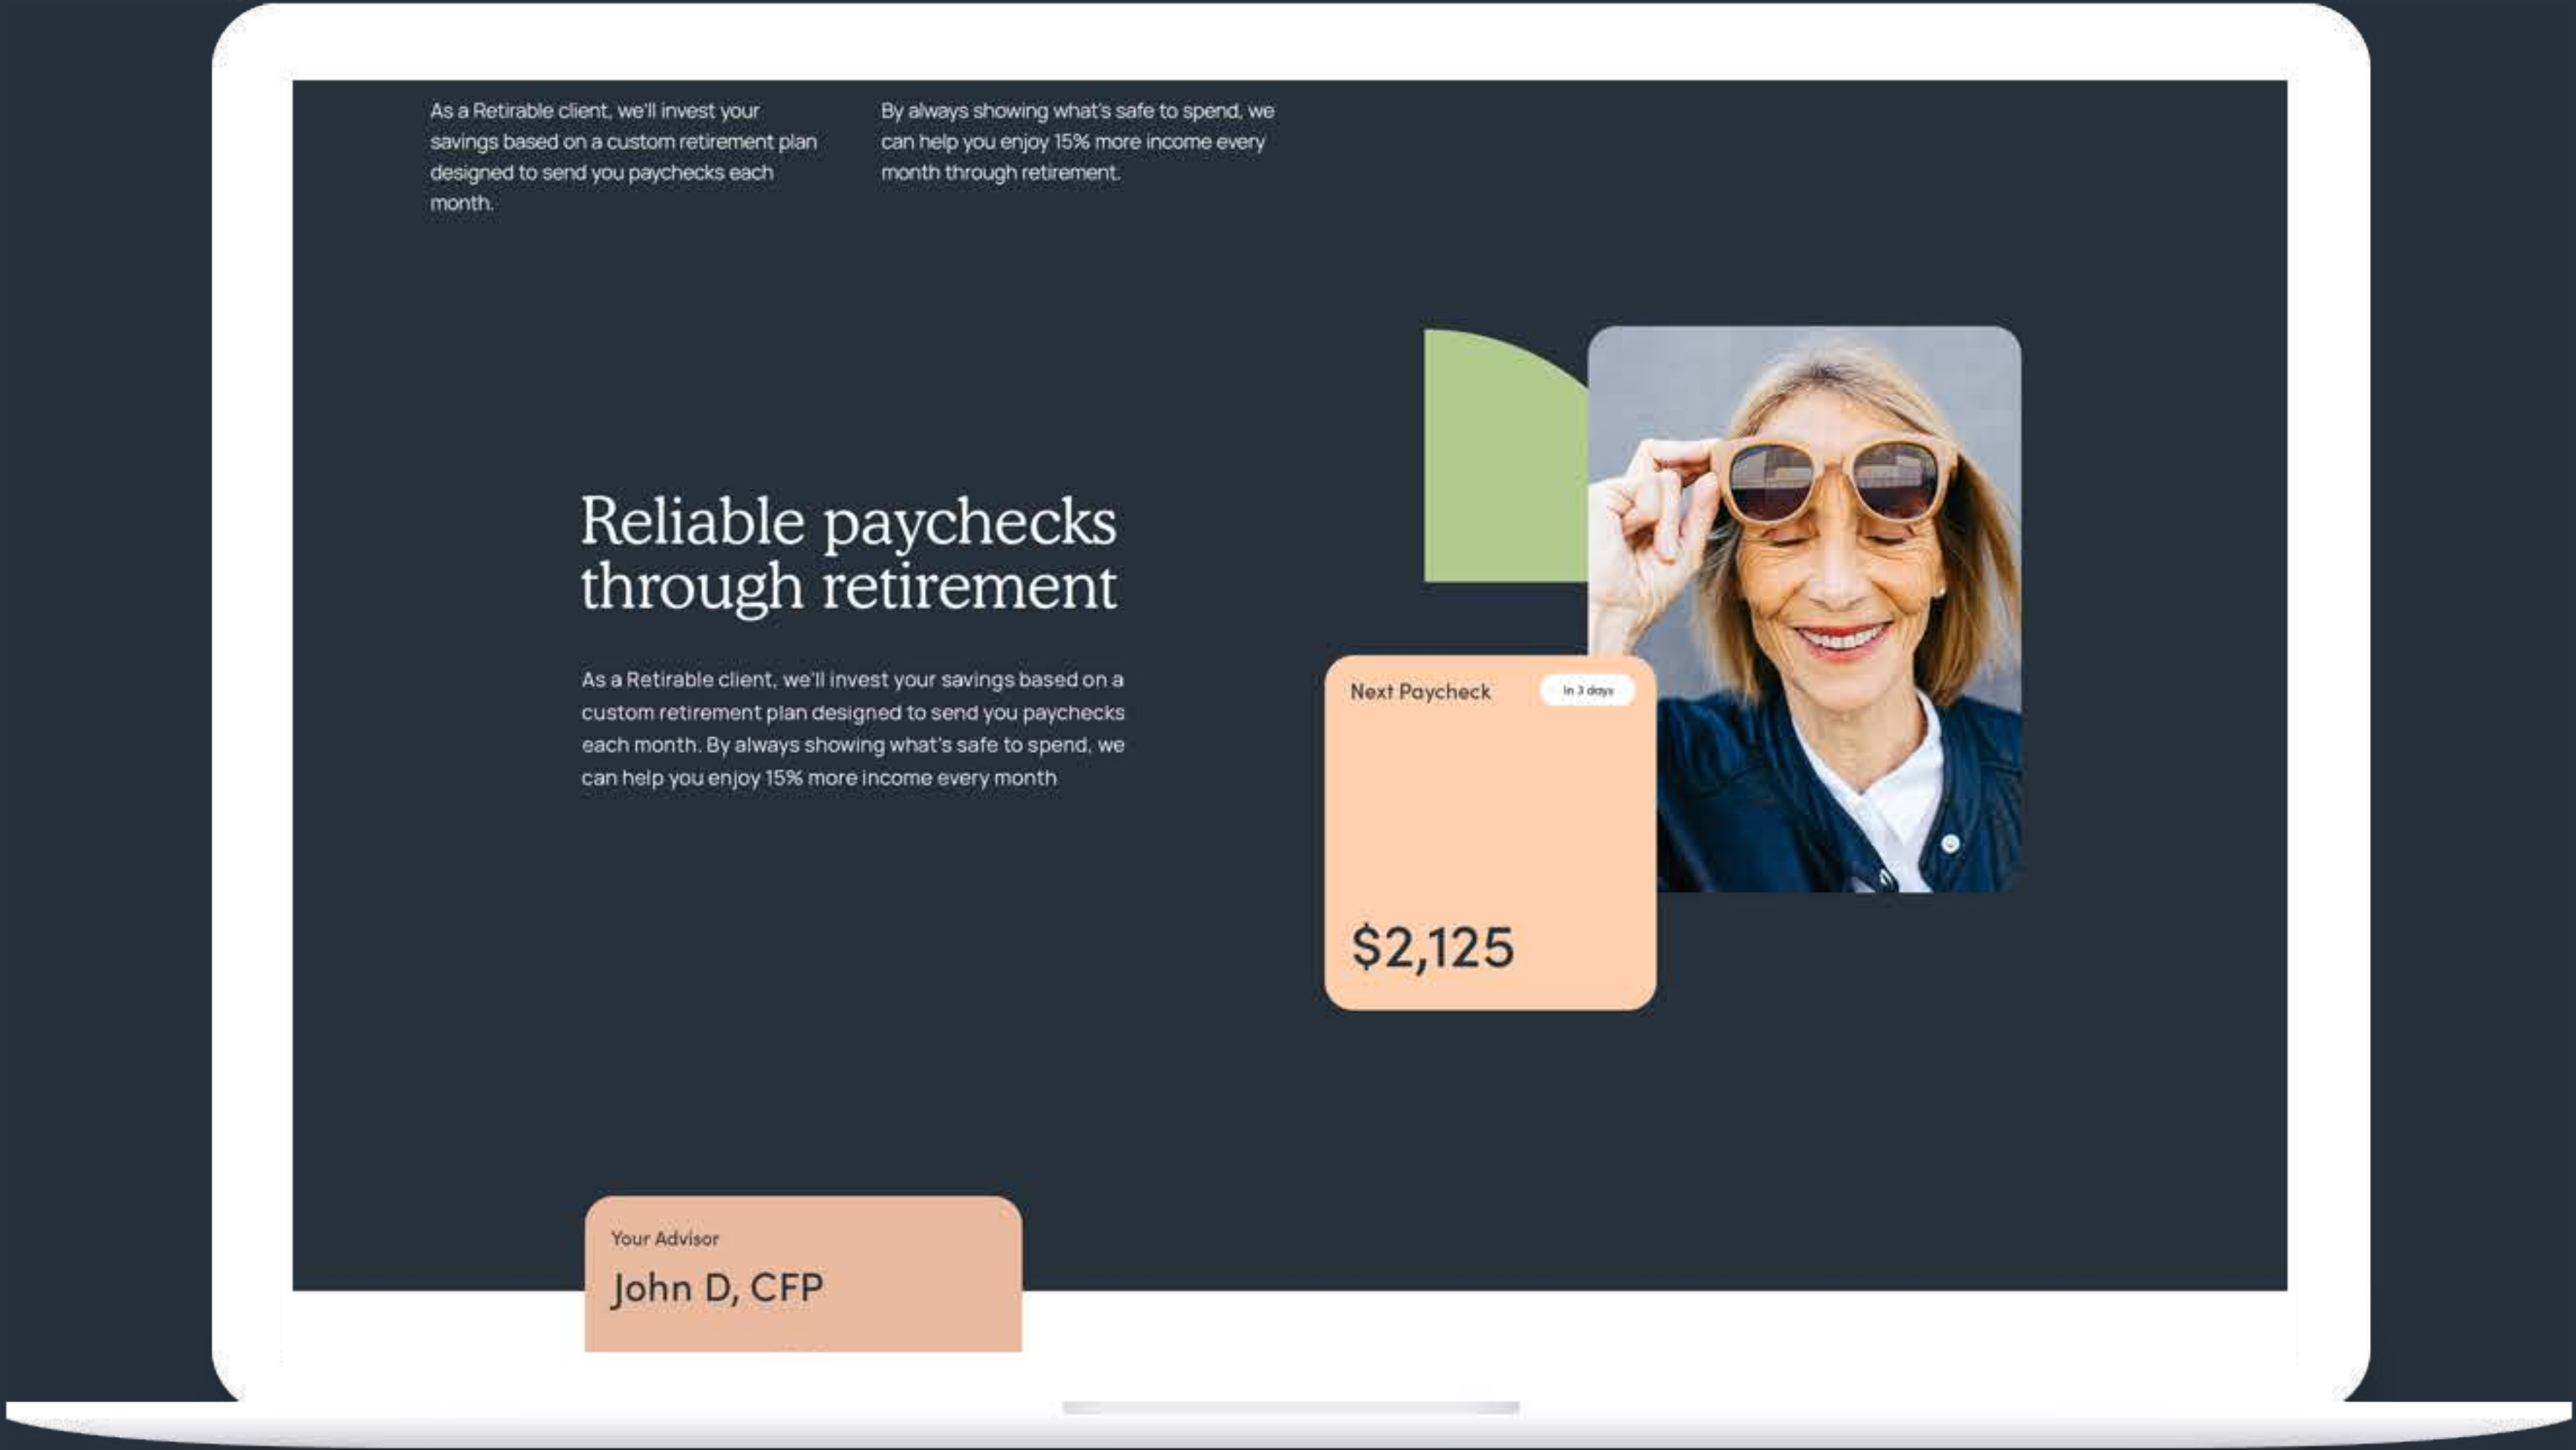 As a Retirable client, we'll invest your
savings based on a custom retirement plan
designed to send you paychecks each
month.
By always showing what's safe to spend, we
can help you enjoy 15% more income every
month through retirement.
Reliable paychecks
through retirement
As a Retirable client, we'll invest your savings based on a
custom retirement plan designed to send you paychecks
each month. By always showing what's safe to spend, we
can help you enjoy 15% more income every month
Next Paycheck
In 3 days
$2,125
Your Advisor
John D, CFP